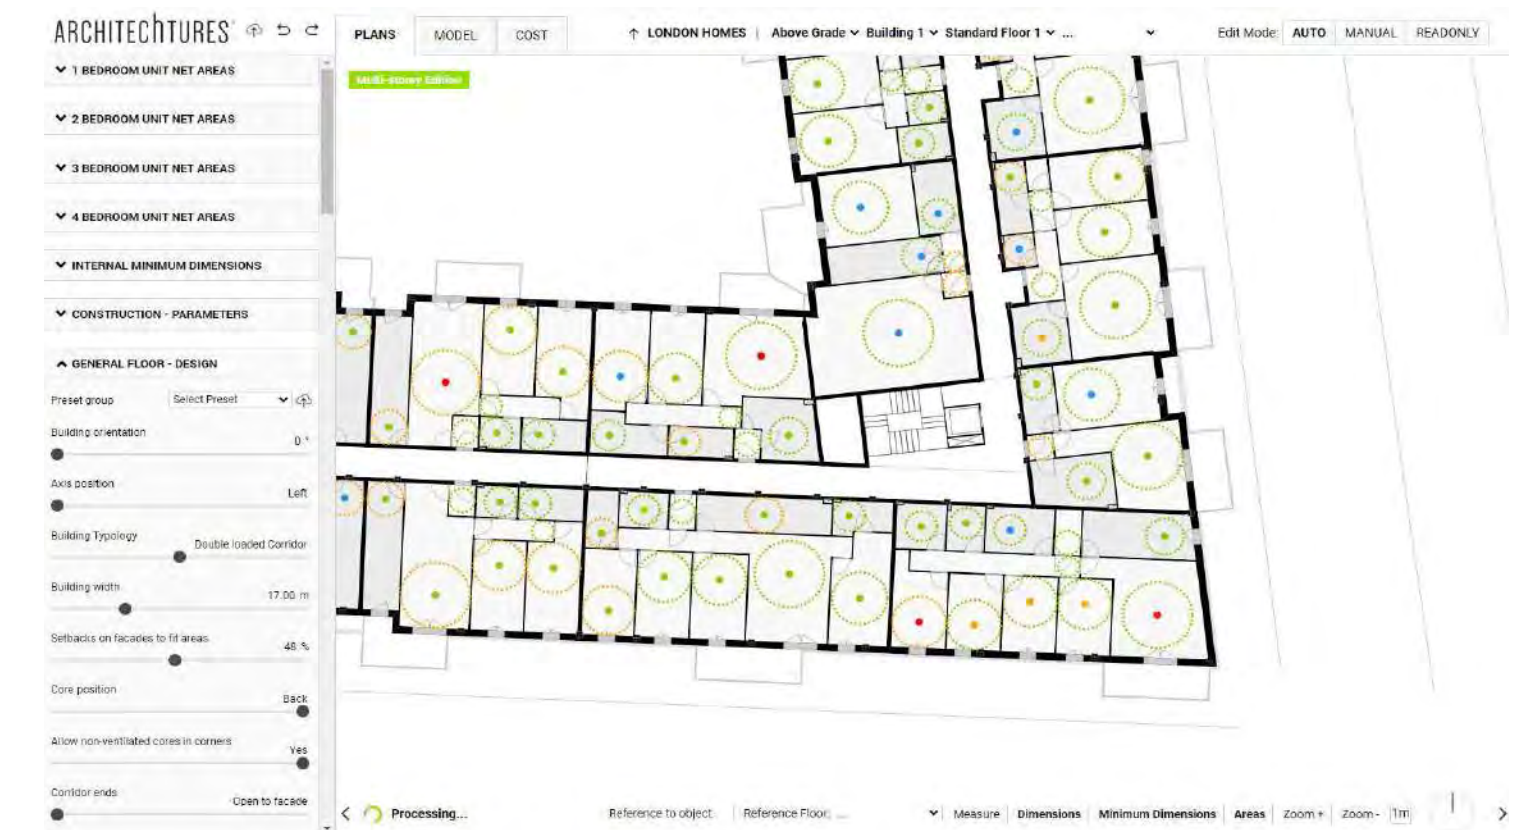 ARCHITECHTURES
PLANS MODEL COST
↑ LONDON HOMES | Above Grade Building 1 Standard Floor 1 ...
Edit Mode: AUTO MANUAL READONLY
Multi-storey Edition
1 BEDROOM UNIT NET AREAS
2 BEDROOM UNIT NET AREAS
3 BEDROOM UNIT NET AREAS
4 BEDROOM UNIT NET AREAS
INTERNAL MINIMUM DIMENSIONS
CONSTRUCTION - PARAMETERS
GENERAL FLOOR - DESIGN
Preset group Select Preset
Building orientation 0 °
Axis position Left
Building Typology Double loaded Corridor
Building width 17.00 m
Setbacks on facades to fit areas 48 %
Core position Back
Allow non-ventilated cores in corners Yes
Corridor ends Open to facade
Processing...
Reference to object Reference Floor: ...
Measure Dimensions Minimum Dimensions Areas Zoom + Zoom - 1m